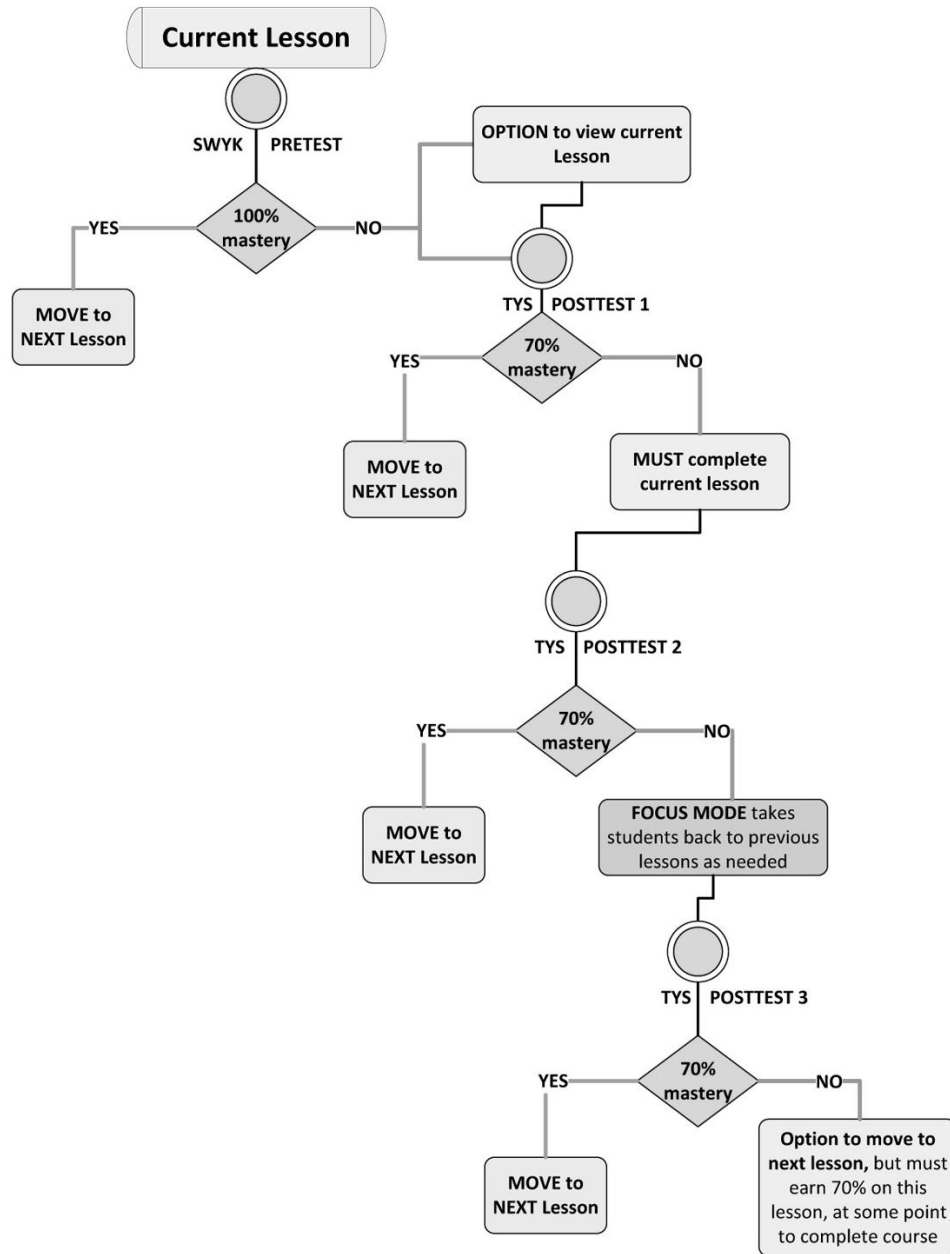 Current Lesson
SWYK PRETEST
OPTION to view current
Lesson
100%
mastery
YES
NO
MOVE to
NEXT Lesson
TYS POSTTEST 1
70%
mastery
YES
NO
MOVE to
NEXT Lesson
MUST complete
current lesson
TYS POSTTEST 2
70%
mastery
YES
NO
MOVE to
NEXT Lesson
FOCUS MODE takes
students back to previous
lessons as needed
TYS POSTTEST 3
70%
mastery
YES
NO
MOVE to
NEXT Lesson
Option to move to
next lesson, but must
earn 70% on this
lesson, at some point
to complete course